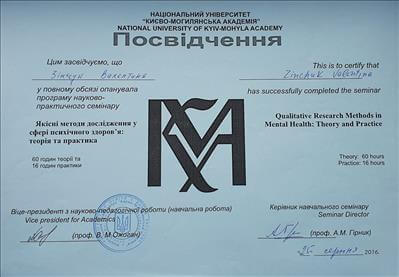 НАЦІОНАЛЬНИЙ УНІВЕРСИТЕТ
"КИЄВО-МОГИЛЯНСЬКА АКАДЕМІЯ"
NATIONAL UNIVERSITY OF KYIV-MOHYLA ACADEMY
Посвідчення
Цим засвідчуємо, що
Зінчук Валентина
у повному обсязі опанувала
програму науково-
практичного семінару
Якісні методи дослідження у
сфері психічного здоров'я:
теорія та практика
60 годин теорії та
16 годин практики
This is to certify that
Zinchuk Valentina
has successfully completed the seminar
Qualitative Research Methods in
Mental Health: Theory and Practice
Theory: 60 hours
Practice: 16 hours
Віце-президент з науково-педагогічної роботи (навчальна робота)
Vice president for Academics
(проф. В. М.Ожоган)
Керівник навчального семінару
Seminar Director
(проф. А.М. Гірник)
26 серпня 2016.